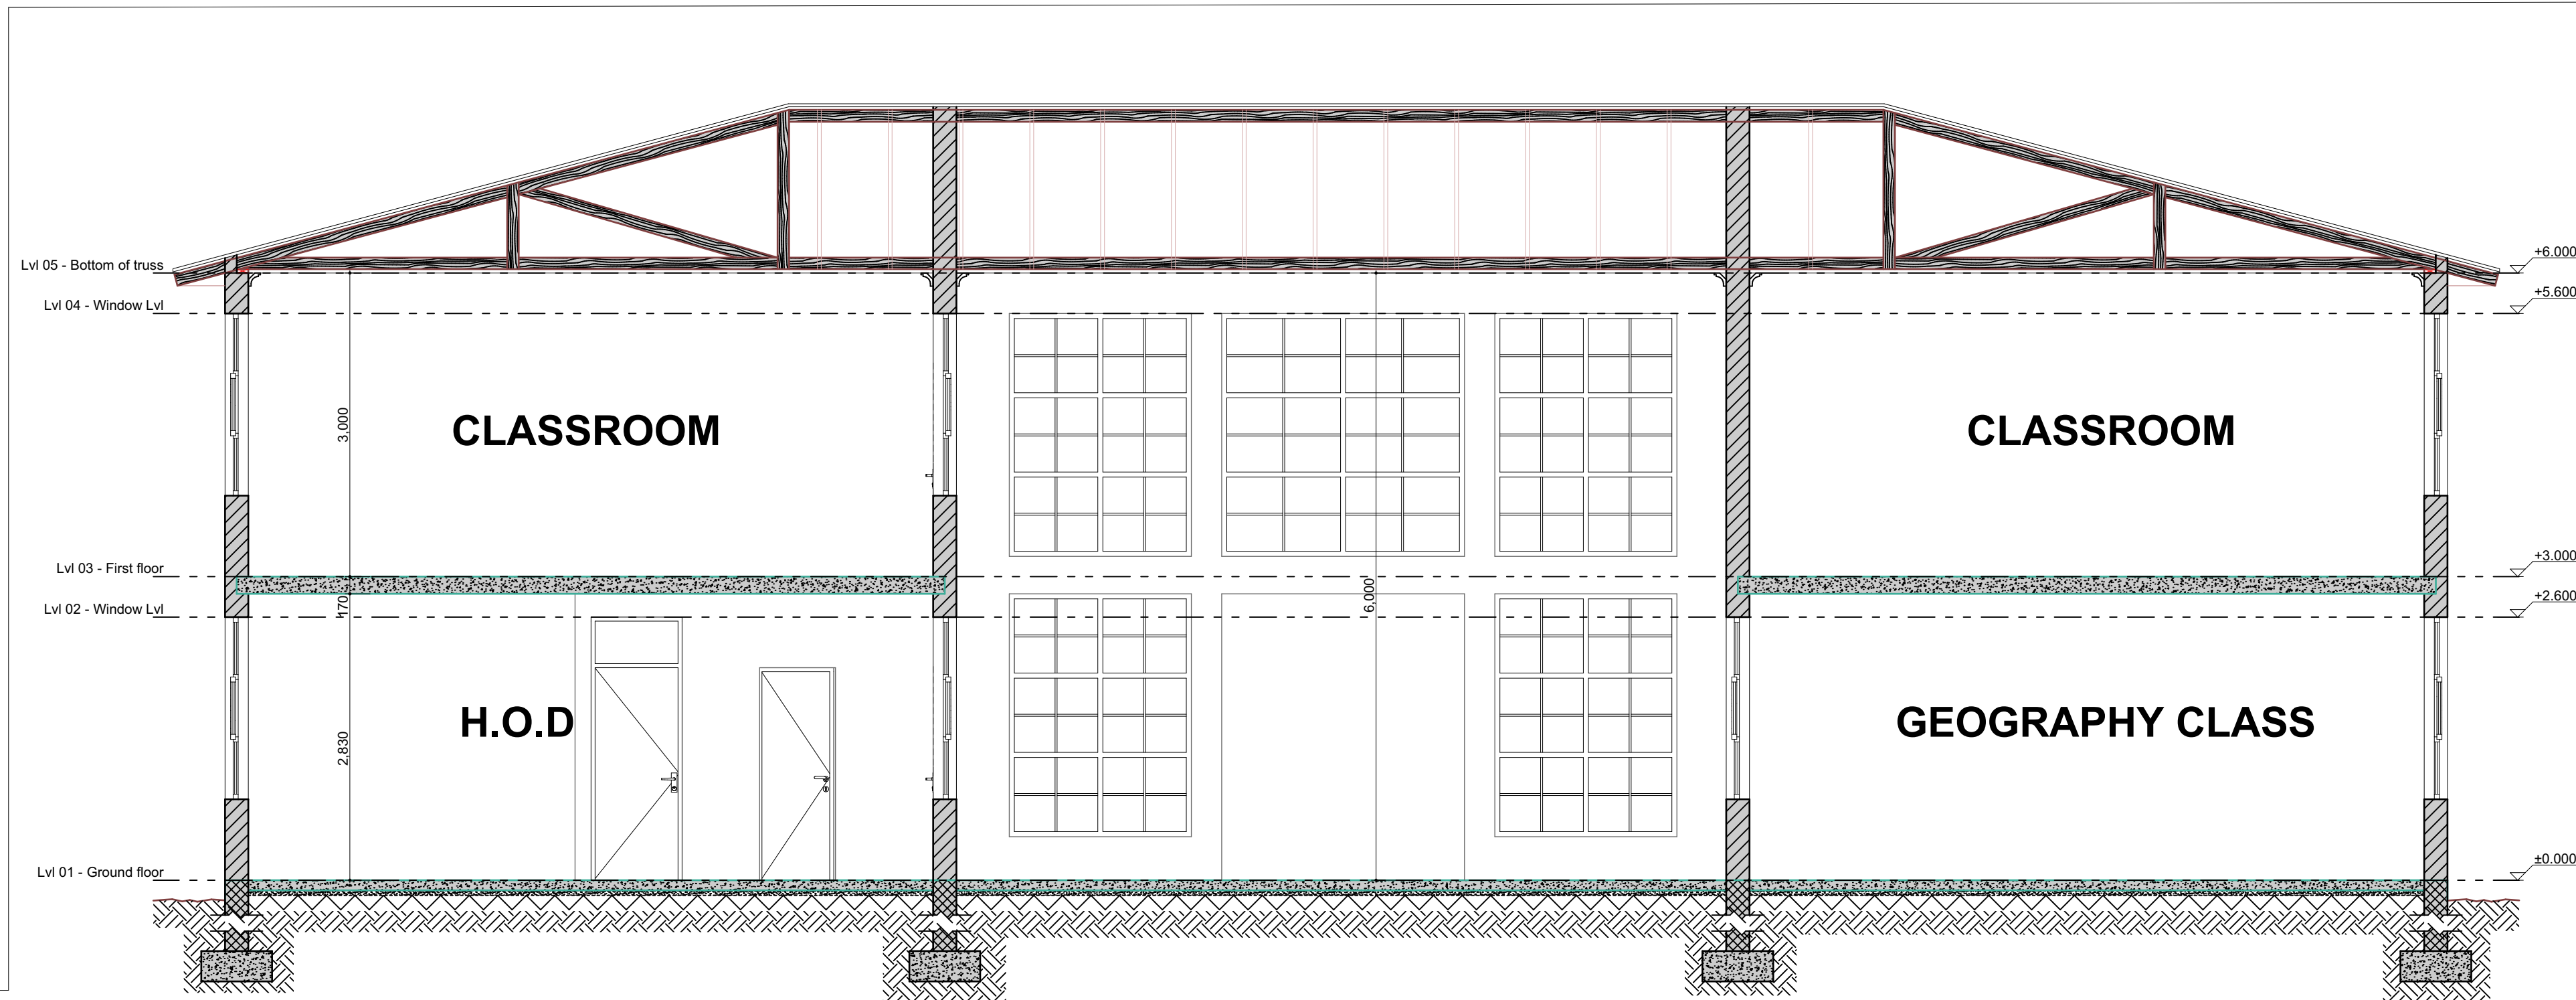 Lvl 05 - Bottom of truss
+6.000
Lvl 04 - Window Lvl
+5.600
3,000
CLASSROOM
CLASSROOM
Lvl 03 - First floor
+3.000
170
6,000
Lvl 02 - Window Lvl
+2.600
H.O.D
GEOGRAPHY CLASS
2,830
Lvl 01 - Ground floor
±0.000